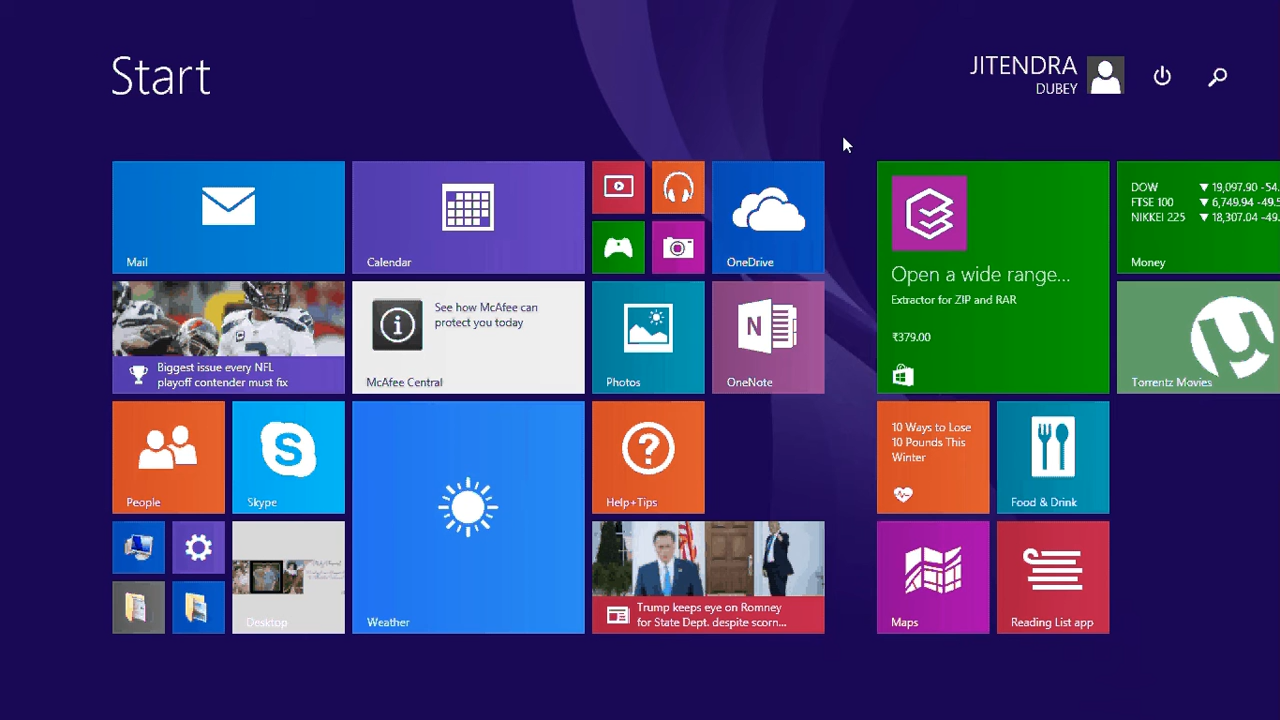 Start
JITENDRA
DUBEY
Mail
Calendar
OneDrive
Open a wide range...
Extractor for ZIP and RAR
₹379.00
DOW ▼ 19,097.90 -54.
FTSE 100 ▼ 6,749.94 -49.5
NIKKEI 225 ▼ 18,307.04 -49.
Money
Biggest issue every NFL
playoff contender must fix
See how McAfee can
protect you today
McAfee Central
Photos
N
OneNote
Torrentz Movies
People
S
Skype
Weather
Help+Tips
10 Ways to Lose
10 Pounds This
Winter
Food & Drink
Desktop
Trump keeps eye on Romney
for State Dept. despite scorn...
Maps
Reading List app